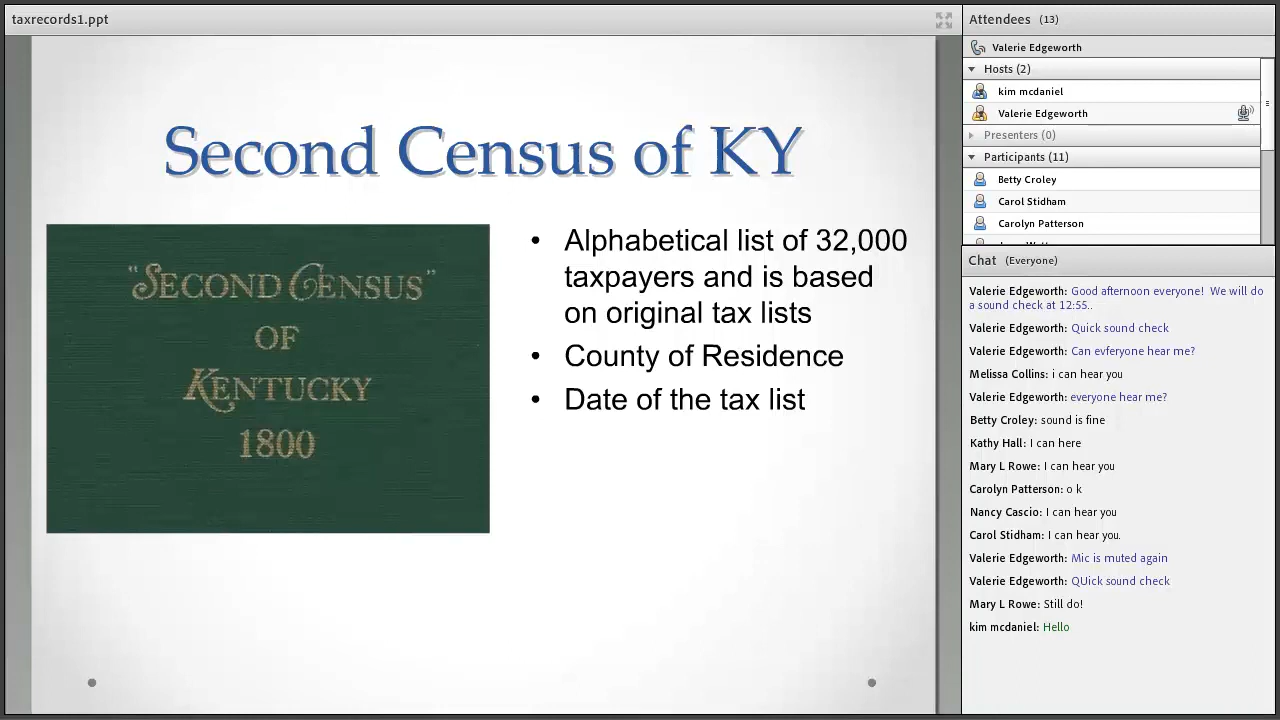 taxrecords1.ppt
Second Census of KY
"SECOND CENSUS"
OF
KENTUCKY
1800
• Alphabetical list of 32,000
taxpayers and is based
on original tax lists
• County of Residence
• Date of the tax list
Attendees (13)
Valerie Edgeworth
Hosts (2)
kim mcdaniel
Valerie Edgeworth
Presenters (0)
Participants (11)
Betty Croley
Carol Stidham
Carolyn Patterson
Chat (Everyone)
Valerie Edgeworth: Good afternoon everyone! We will do
a sound check at 12:55..
Valerie Edgeworth: Quick sound check
Valerie Edgeworth: Can evferyone hear me?
Melissa Collins: i can hear you
Valerie Edgeworth: everyone hear me?
Betty Croley: sound is fine
Kathy Hall: I can here
Mary L Rowe: I can hear you
Carolyn Patterson: o k
Nancy Cascio: I can hear you
Carol Stidham: I can hear you.
Valerie Edgeworth: Mic is muted again
Valerie Edgeworth: QUick sound check
Mary L Rowe: Still do!
kim mcdaniel: Hello